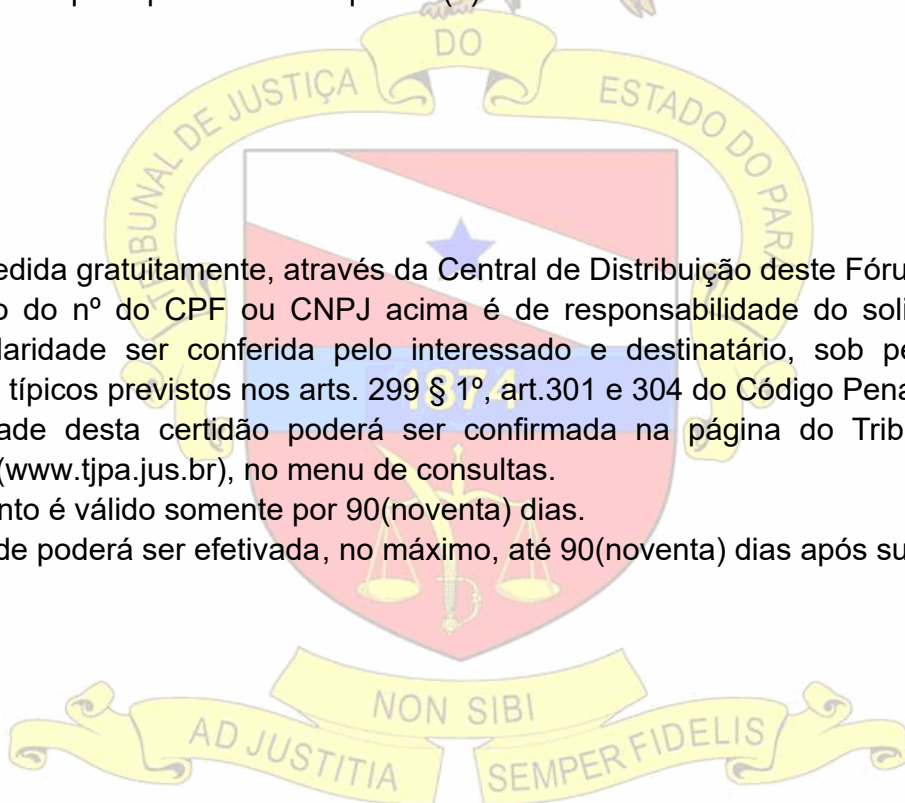 DO
TRIBUNAL DE JUSTIÇA
ESTADO DO PARÁ
edida gratuitamente, através da Central de Distribuição deste Fóru
o do nº do CPF ou CNPJ acima é de responsabilidade do soli
laridade ser conferida pelo interessado e destinatário, sob pe
típicos previstos nos arts. 299 § 1º, art.301 e 304 do Código Pena
1874
ade desta certidão poderá ser confirmada na página do Trib
(www.tjpa.jus.br), no menu de consultas.
nto é válido somente por 90(noventa) dias.
de poderá ser efetivada, no máximo, até 90(noventa) dias após su
NON SIBI
AD JUSTITIA
SEMPER FIDELIS